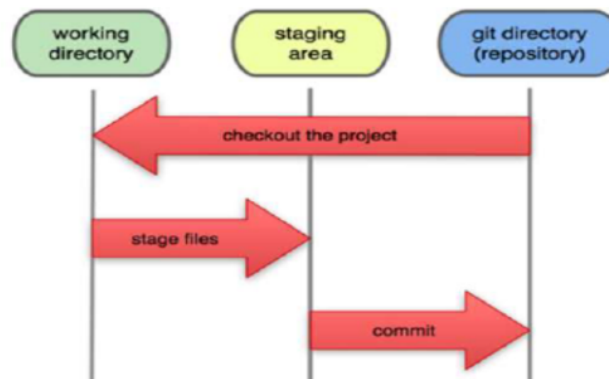 working
directory
staging
area
git directory
(repository)
checkout the project
stage files
commit